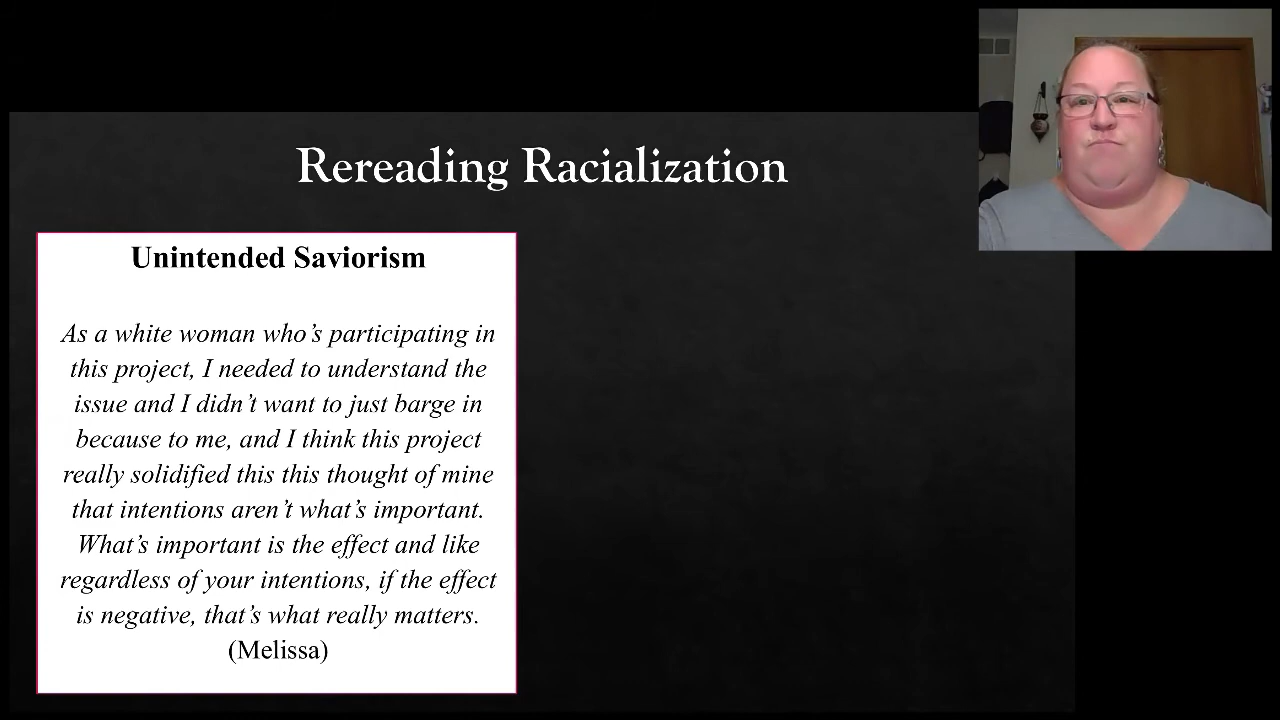 Rereading Racialization
Unintended Saviorism
As a white woman who's participating in
this project, I needed to understand the
issue and I didn't want to just barge in
because to me, and I think this project
really solidified this this thought of mine
that intentions aren't what's important.
What's important is the effect and like
regardless of your intentions, if the effect
is negative, that's what really matters.
(Melissa)